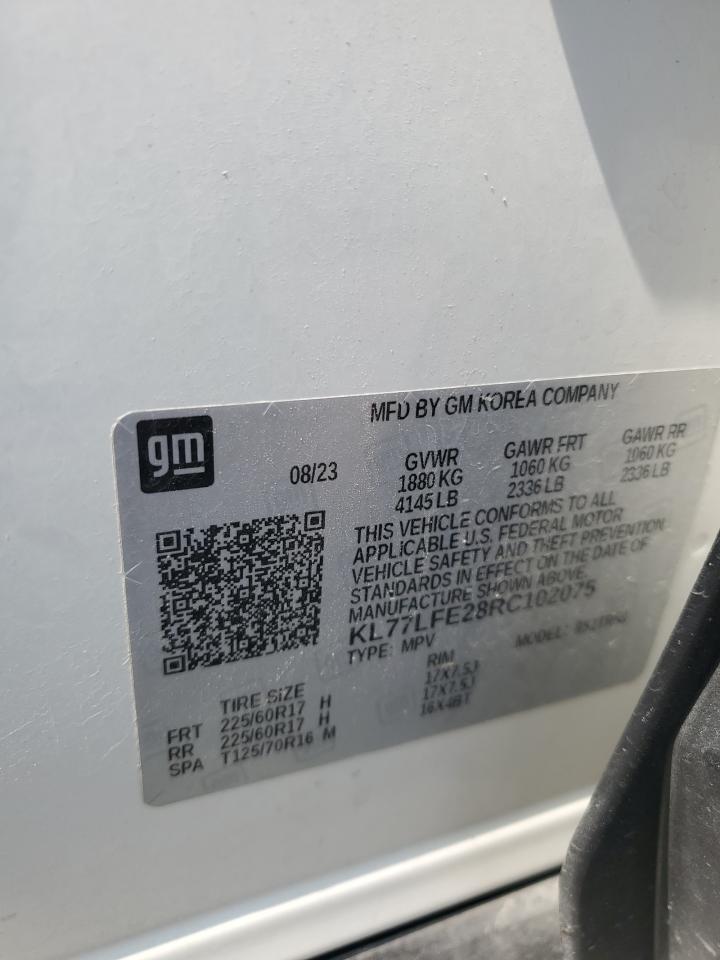 MFD BY GM KOREA COMPANY
gm
08/23
GVWR GAWR FRT GAWR RR
1880 KG 1060 KG 1060 KG
4145 LB 2336 LB 2336 LB
THIS VEHICLE CONFORMS TO ALL
APPLICABLE U.S. FEDERAL MOTOR
VEHICLE SAFETY AND THEFT PREVENTION
STANDARDS IN EFFECT ON THE DATE OF
MANUFACTURE SHOWN ABOVE.
KL77LFE28RC102075
TYPE: MPV MODEL:
TIRE SIZE RIM
FRT 225/60R17 H 17X7.5J
RR 225/60R17 H 17X7.5J
SPA T125/70R16 M 16X4BT